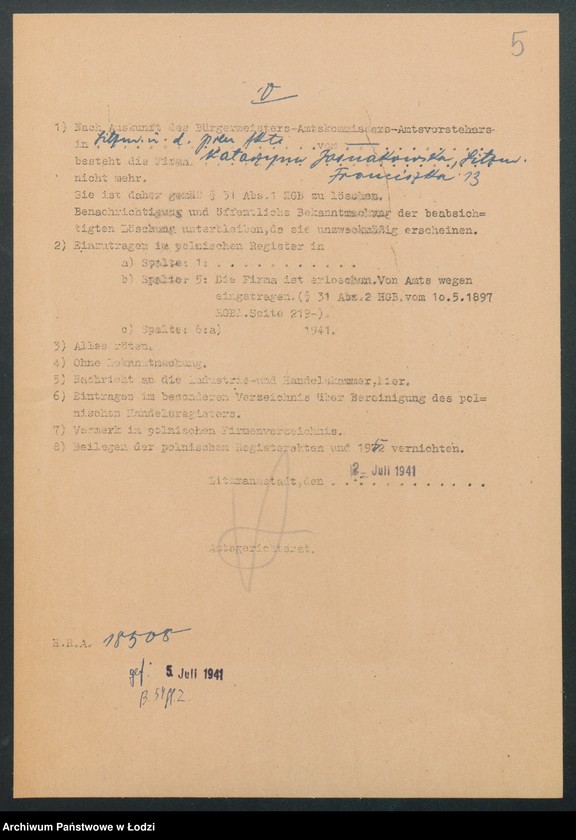 5
V
1) Nach Auskunft des Bürgermeisters-Amtskommissars-Amtsvorstehers
in Litzm. u. d. poln Akte von
besteht die Firma Katarzyna Jasnakowska, Litzm.
nicht mehr. Franciszka 13
Sie ist daher gemäß § 31 Abs.1 HGB zu löschen.
Benachrichtigung und öffentlichs Bekanntmachung der beabsich=
tigten Löschung unterbleiben,da sie unzweckmäßig erscheinen.
2) Einzutragen im polnischen Register in
a) Spalte: 1: . . . . . . . . . . . .
b) Spalte: 5: Die Firma ist erloschen.Von Amts wegen
eingetragen.(§ 31 Abs.2 HGB.vom 1o.5.1897
RGBl.Seite 219-).
c) Spalte: 6:a) 1941.
3) Alles röten.
4) Ohne Bekanntmachung.
5) Nachricht an die Industrie-und Handelskammer,hier.
6) Eintragen im besonderen Verzeichnis über Bereinigung des pol=
nischen Handelsregisters.
7) Vermerk im polnischen Firmenverzeichnis.
8) Beilegen der polnischen Registerakten und 1952 vernichten.
Litzmannstadt,den 2. Juli 1941
Amtsgerichtsrat.
H.R.A. 18508
gef. 5. Juli 1941
Archiwum Państwowe w Łodzi